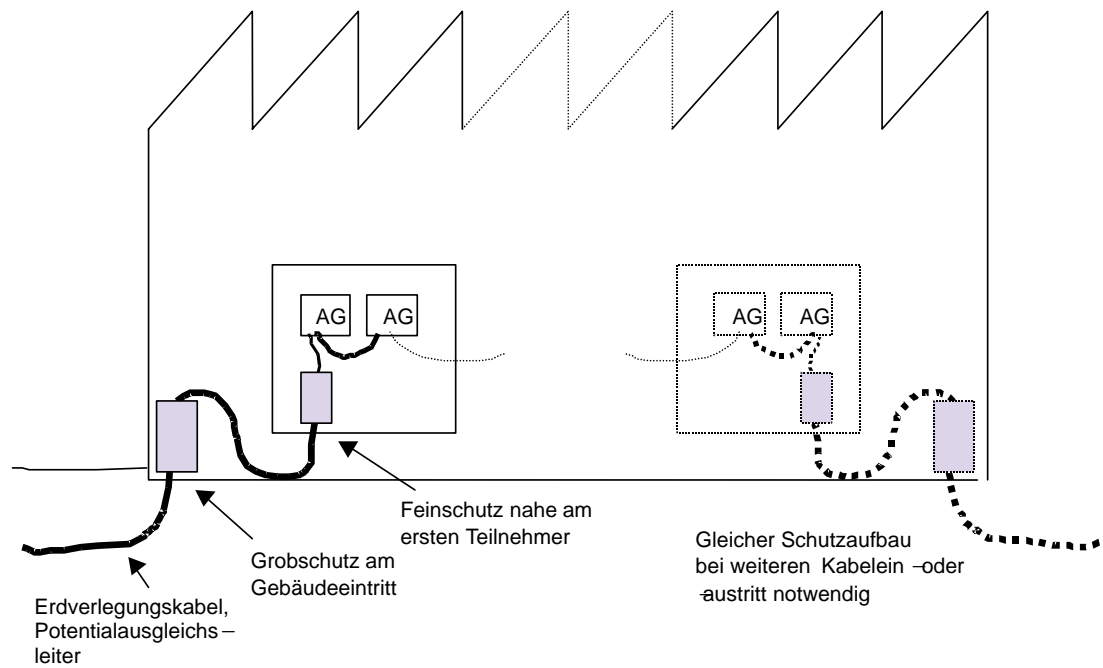 AG AG AG AG
Feinschutz nahe am
ersten Teilnehmer
Grobschutz am
Gebäudeeintritt
Erdverlegungskabel,
Potentialausgleichs –
leiter
Gleicher Schutzaufbau
bei weiteren Kabelein –oder
-austritt notwendig